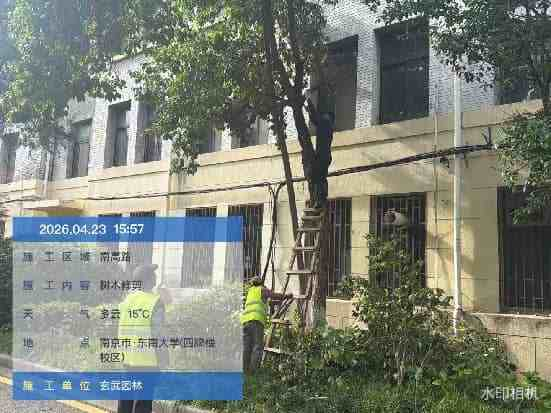 2026.04.23 15:57
施工区域 南高路
施工内容 树木修剪
天气 多云 15℃
地点 南京市·东南大学(四牌楼
校区)
施工单位 玄武园林
水印相机